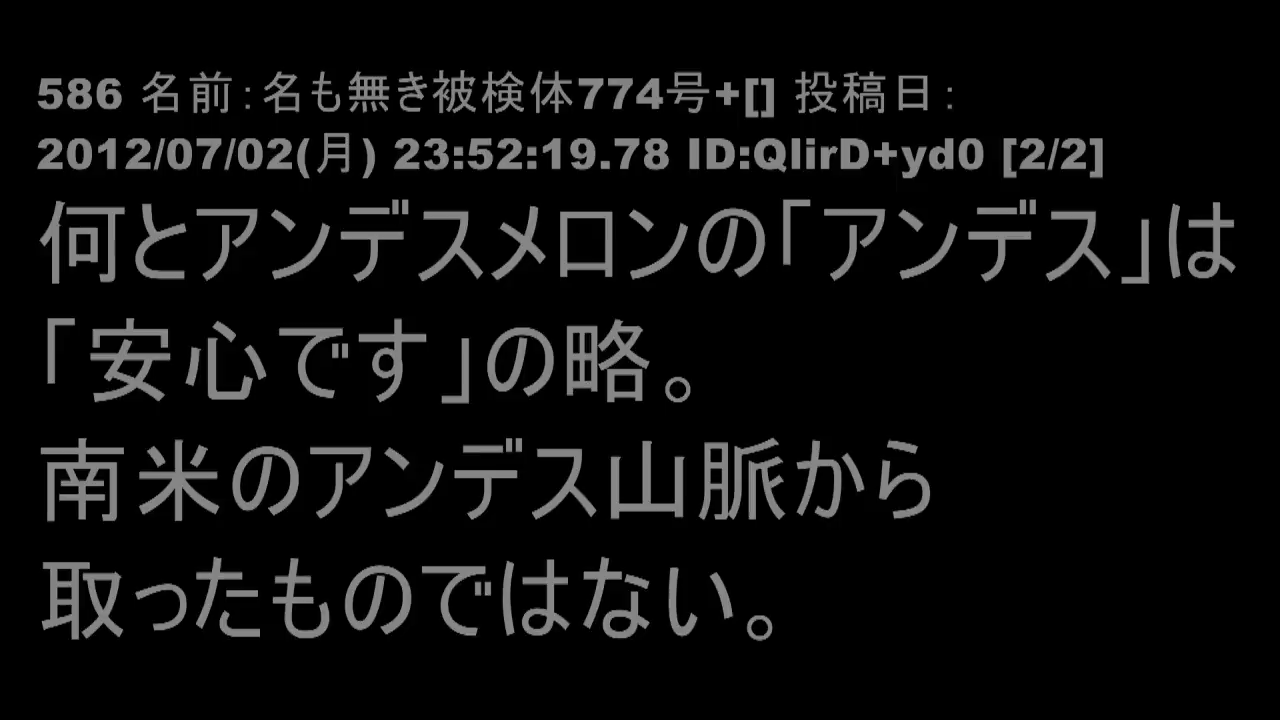 586 名前：名も無き被検体774号+[] 投稿日：
2012/07/02(月) 23:52:19.78 ID:QlirD+yd0 [2/2]
何とアンデスメロンの｢アンデス｣は
｢安心です｣の略。
南米のアンデス山脈から
取ったものではない。